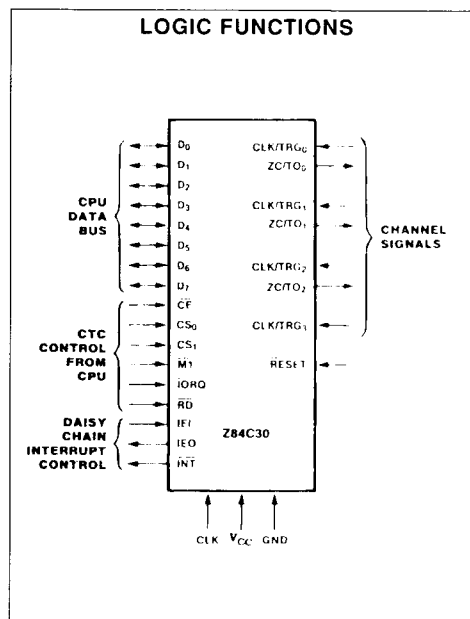 LOGIC FUNCTIONS
CPU
DATA
BUS
D0
D1
D2
D3
D4
D5
D6
D7
CTC
CONTROL
FROM
CPU
CE
CS0
CS1
M1
IORQ
RD
DAISY
CHAIN
INTERRUPT
CONTROL
IEI
IEO
INT
CLK/TRG0
ZC/TO0
CLK/TRG1
ZC/TO1
CLK/TRG2
ZC/TO2
CLK/TRG3
RESET
CHANNEL
SIGNALS
Z84C30
CLK VCC GND